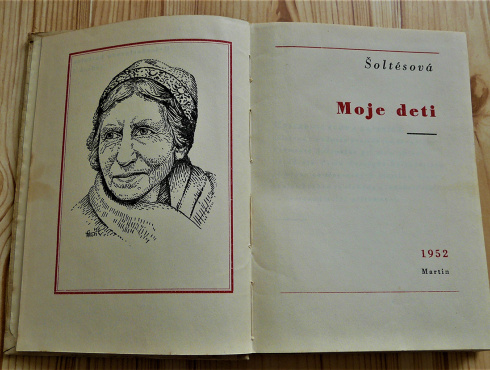 Šoltésová
Moje deti
1952
Martin